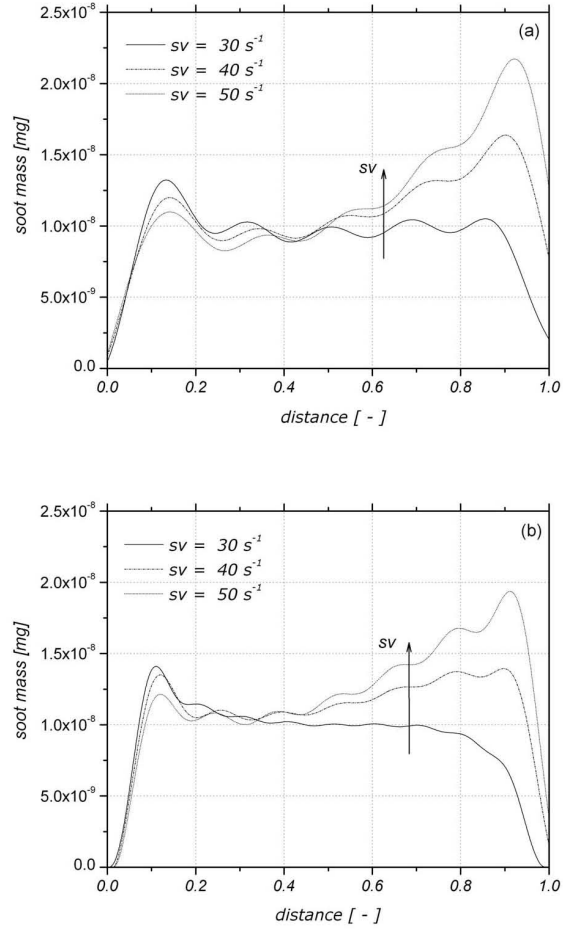 (a)
sv = 30 s⁻¹
sv = 40 s⁻¹
sv = 50 s⁻¹
2.5x10⁻⁸
2.0x10⁻⁸
1.5x10⁻⁸
1.0x10⁻⁸
5.0x10⁻⁹
0.0
soot mass [mg]
sv
0.0 0.2 0.4 0.6 0.8 1.0
distance [ - ]
(b)
sv = 30 s⁻¹
sv = 40 s⁻¹
sv = 50 s⁻¹
2.5x10⁻⁸
2.0x10⁻⁸
1.5x10⁻⁸
1.0x10⁻⁸
5.0x10⁻⁹
0.0
soot mass [mg]
sv
0.0 0.2 0.4 0.6 0.8 1.0
distance [ - ]